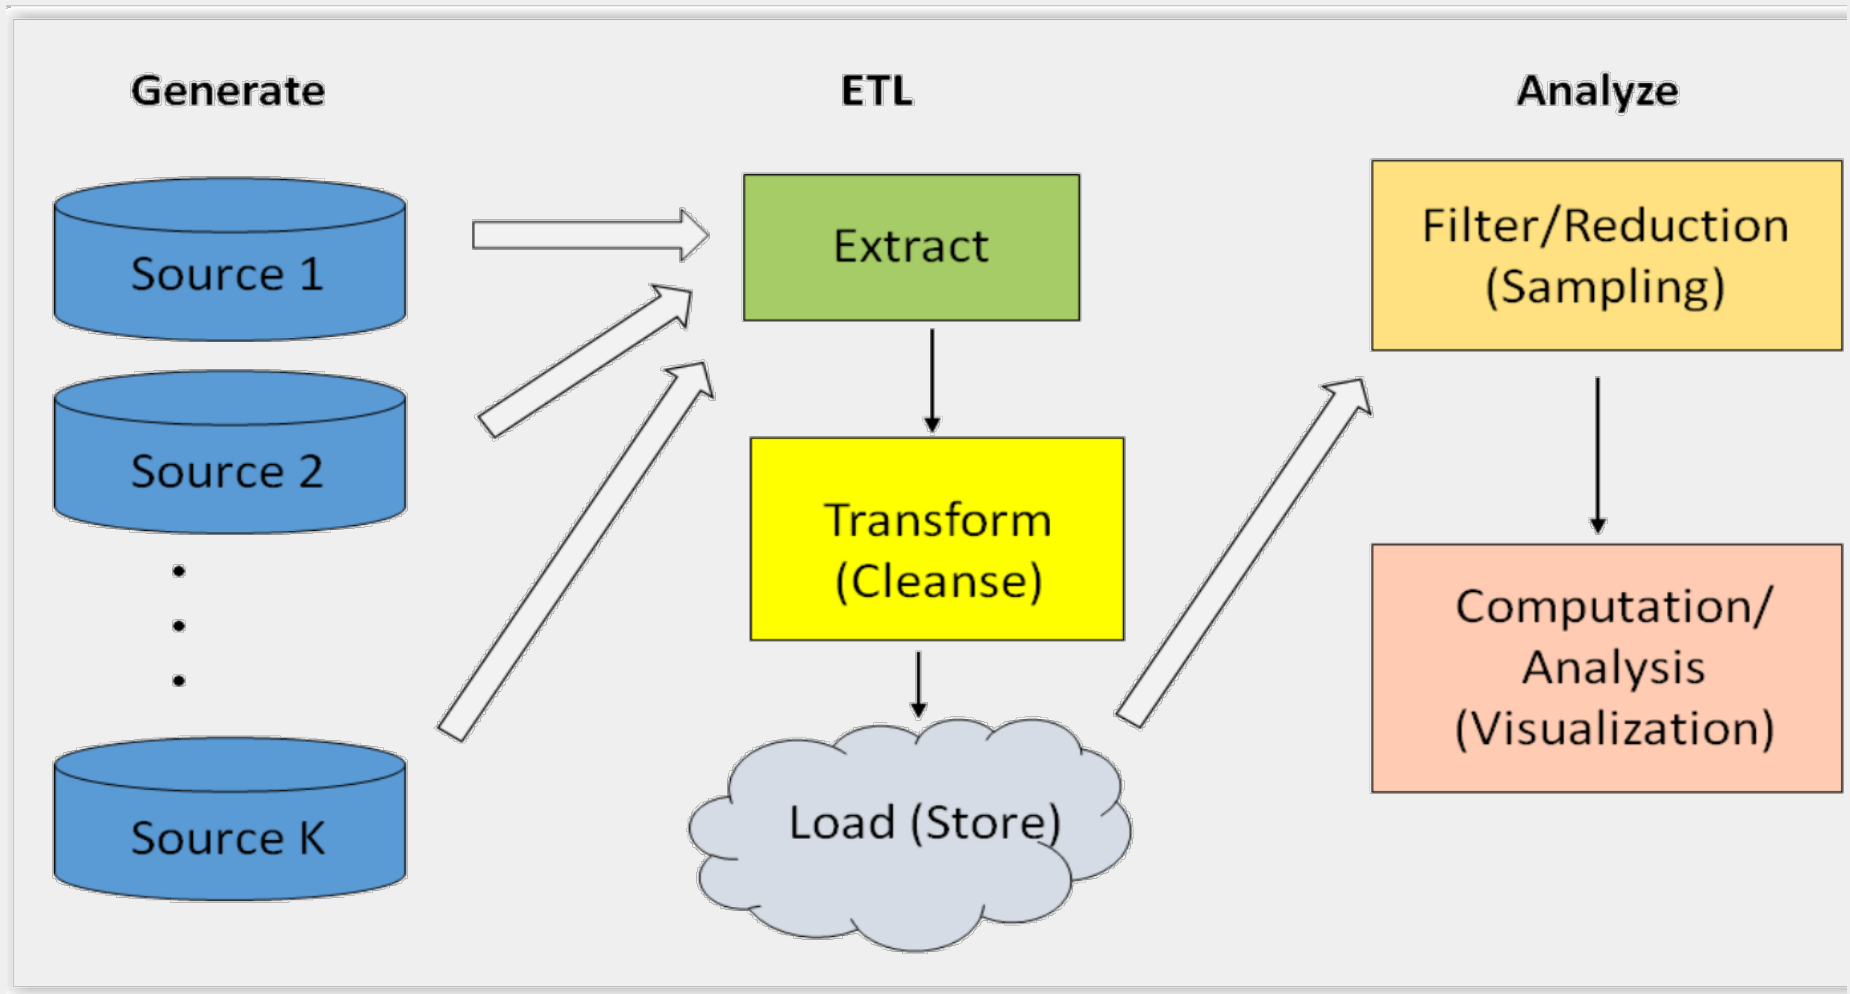 Generate
Source 1
Source 2
Source K
ETL
Extract
Transform
(Cleanse)
Load (Store)
Analyze
Filter/Reduction
(Sampling)
Computation/
Analysis
(Visualization)